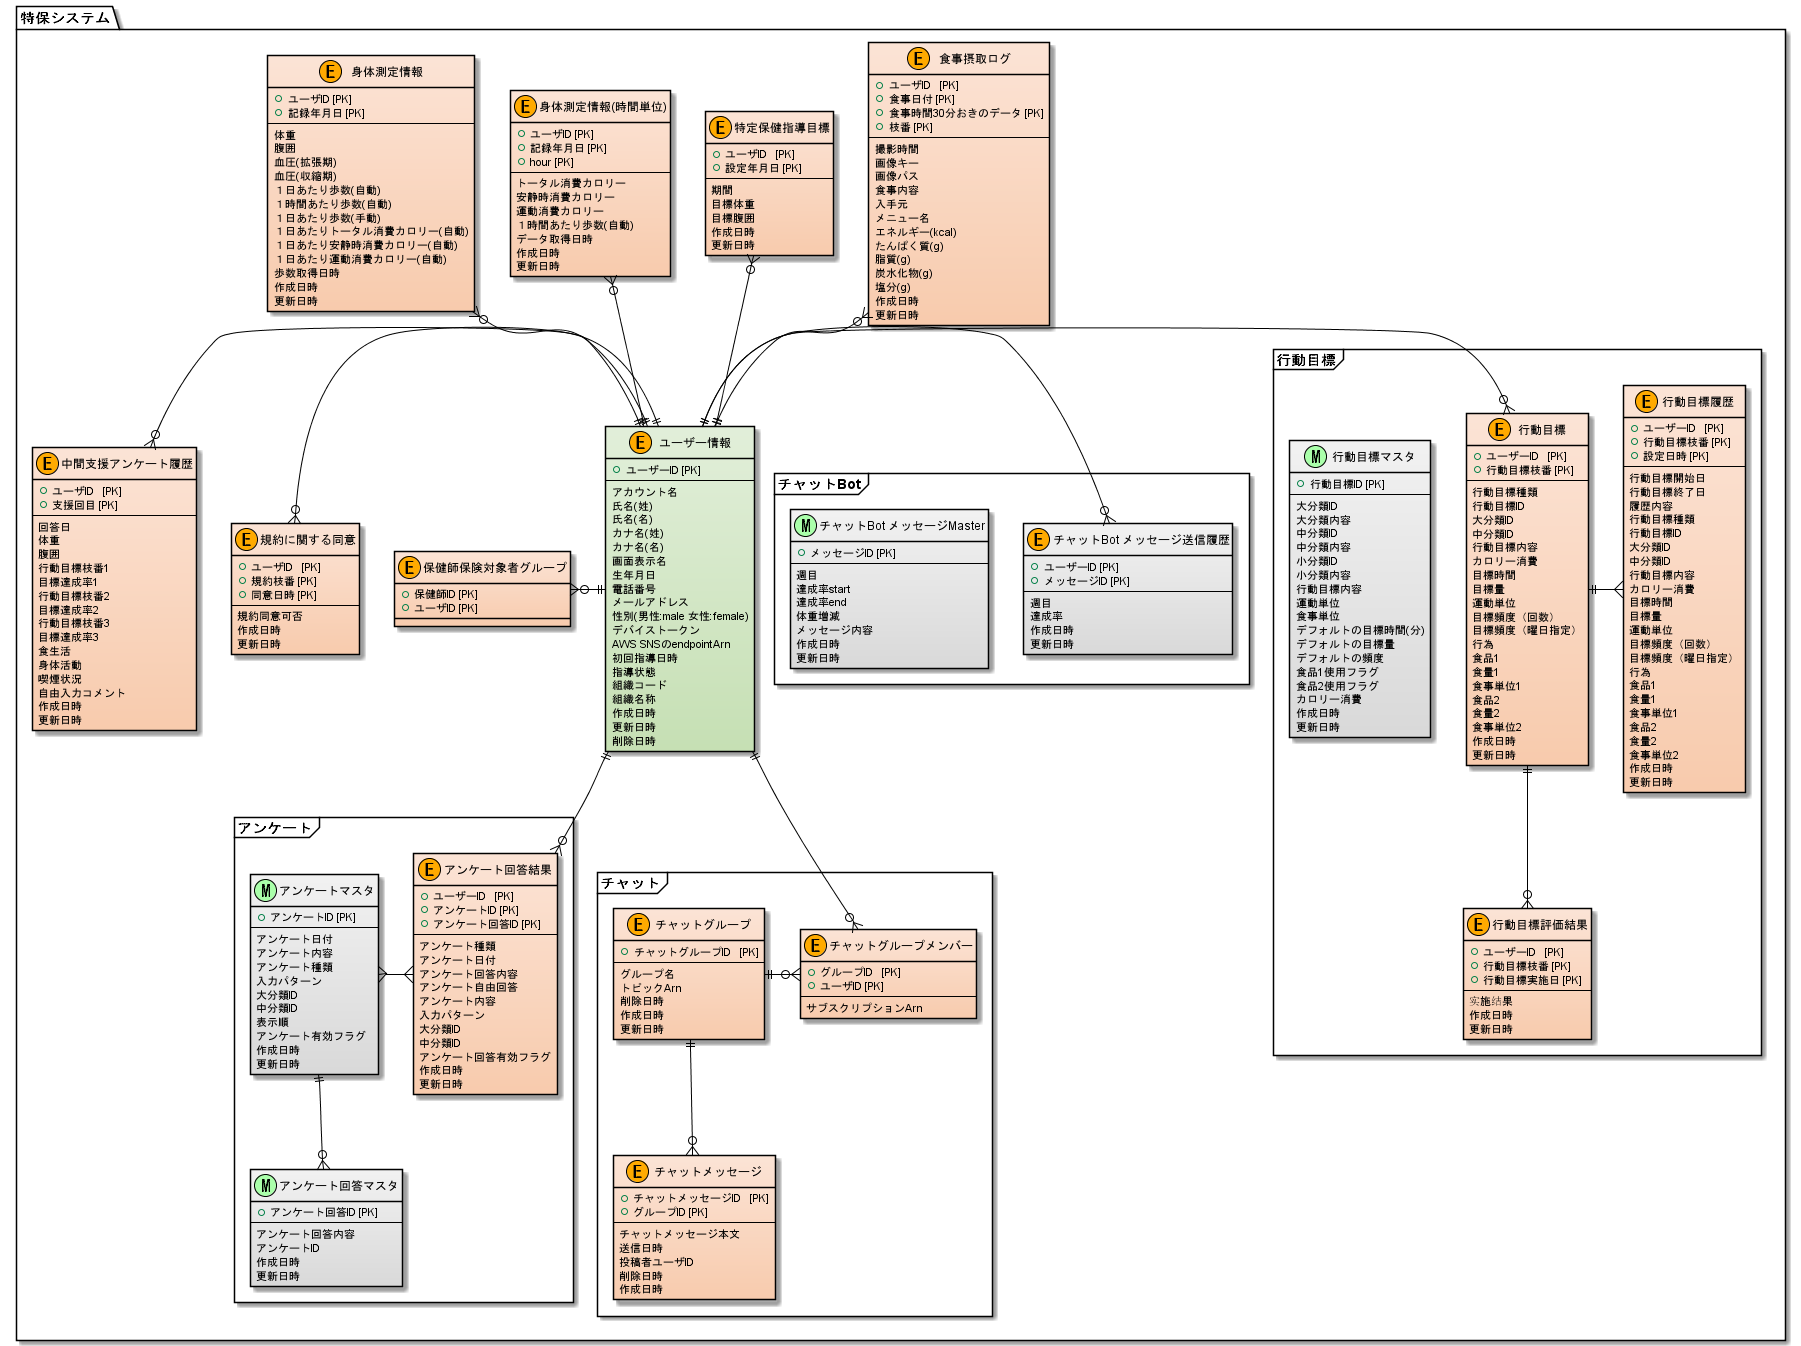 特保システム
E 身体測定情報
ユーザID [PK]
記録年月日 [PK]
体重
腹囲
血圧(拡張期)
血圧(収縮期)
１日あたり歩数(自動)
１時間あたり歩数(自動)
１日あたり歩数(手動)
１日あたりトータル消費カロリー(自動)
１日あたり安静時消費カロリー(自動)
１日あたり運動消費カロリー(自動)
歩数取得日時
作成日時
更新日時
E 身体測定情報(時間単位)
ユーザID [PK]
記録年月日 [PK]
hour [PK]
トータル消費カロリー
安静時消費カロリー
運動消費カロリー
１時間あたり歩数(自動)
データ取得日時
作成日時
更新日時
E 特定保健指導目標
ユーザID [PK]
設定年月日 [PK]
期間
目標体重
目標腹囲
作成日時
更新日時
E 食事摂取ログ
ユーザID [PK]
食事日付 [PK]
食事時間30分おきのデータ [PK]
枝番 [PK]
撮影時間
画像キー
画像パス
食事内容
入手元
メニュー名
エネルギー(kcal)
たんぱく質(g)
脂質(g)
炭水化物(g)
塩分(g)
作成日時
更新日時
E 中間支援アンケート履歴
ユーザID [PK]
支援回目 [PK]
回答日
体重
腹囲
行動目標枝番1
目標達成率1
行動目標枝番2
目標達成率2
行動目標枝番3
目標達成率3
食生活
身体活動
喫煙状況
自由入力コメント
作成日時
更新日時
E 規約に関する同意
ユーザID [PK]
規約枝番 [PK]
同意日時 [PK]
規約同意可否
作成日時
更新日時
E 保健師保険対象者グループ
保健師ID [PK]
ユーザID [PK]
E ユーザー情報
ユーザーID [PK]
アカウント名
氏名(姓)
氏名(名)
カナ名(姓)
カナ名(名)
画面表示名
生年月日
電話番号
メールアドレス
性別(男性:male 女性:female)
デバイストークン
AWS SNSのendpointArn
初回指導日時
指導状態
組織コード
組織名称
作成日時
更新日時
削除日時
チャットBot
M チャットBot メッセージMaster
メッセージID [PK]
週目
達成率start
達成率end
体重増減
メッセージ内容
作成日時
更新日時
E チャットBot メッセージ送信履歴
ユーザーID [PK]
メッセージID [PK]
週目
達成率
作成日時
更新日時
行動目標
M 行動目標マスタ
行動目標ID [PK]
大分類ID
大分類内容
中分類ID
中分類内容
小分類ID
小分類内容
行動目標内容
運動単位
食事単位
デフォルトの目標時間(分)
デフォルトの目標量
デフォルトの頻度
食品1使用フラグ
食品2使用フラグ
カロリー消費
作成日時
更新日時
E 行動目標
ユーザーID [PK]
行動目標枝番 [PK]
行動目標種類
行動目標ID
大分類ID
中分類ID
行動目標内容
カロリー消費
目標時間
目標量
運動単位
目標頻度（回数）
目標頻度（曜日指定）
行為
食品1
食量1
食事単位1
食品2
食量2
食事単位2
作成日時
更新日時
E 行動目標履歴
ユーザーID [PK]
行動目標枝番 [PK]
設定日時 [PK]
行動目標開始日
行動目標終了日
履歴内容
行動目標種類
行動目標ID
大分類ID
中分類ID
行動目標内容
カロリー消費
目標時間
目標量
運動単位
目標頻度（回数）
目標頻度（曜日指定）
行為
食品1
食量1
食事単位1
食品2
食量2
食事単位2
作成日時
更新日時
E 行動目標評価結果
ユーザーID [PK]
行動目標枝番 [PK]
行動目標実施日 [PK]
实施结果
作成日時
更新日時
アンケート
M アンケートマスタ
アンケートID [PK]
アンケート日付
アンケート内容
アンケート種類
入力パターン
大分類ID
中分類ID
表示順
アンケート有効フラグ
作成日時
更新日時
E アンケート回答結果
ユーザーID [PK]
アンケートID [PK]
アンケート回答ID [PK]
アンケート種類
アンケート日付
アンケート回答内容
アンケート自由回答
アンケート内容
入力パターン
大分類ID
中分類ID
アンケート回答有効フラグ
作成日時
更新日時
M アンケート回答マスタ
アンケート回答ID [PK]
アンケート回答内容
アンケートID
作成日時
更新日時
チャット
E チャットグループ
チャットグループID [PK]
グループ名
トピックArn
削除日時
作成日時
更新日時
E チャットグループメンバー
グループID [PK]
ユーザID [PK]
サブスクリプションArn
E チャットメッセージ
チャットメッセージID [PK]
グループID [PK]
チャットメッセージ本文
送信日時
投稿者ユーザID
削除日時
作成日時